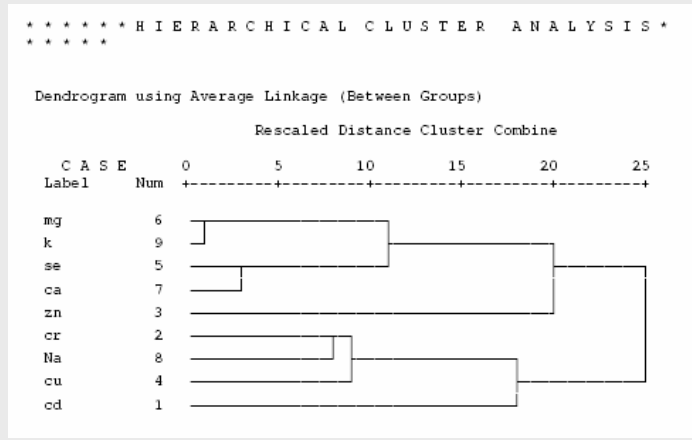 * * * * * * H I E R A R C H I C A L  C L U S T E R   A N A L Y S I S *
* * * * *
Dendrogram using Average Linkage (Between Groups)
Rescaled Distance Cluster Combine
C A S E 0 5 10 15 20 25
Label Num +---------+---------+---------+---------+---------+
mg 6
k 9
se 5
ca 7
zn 3
cr 2
Na 8
cu 4
cd 1